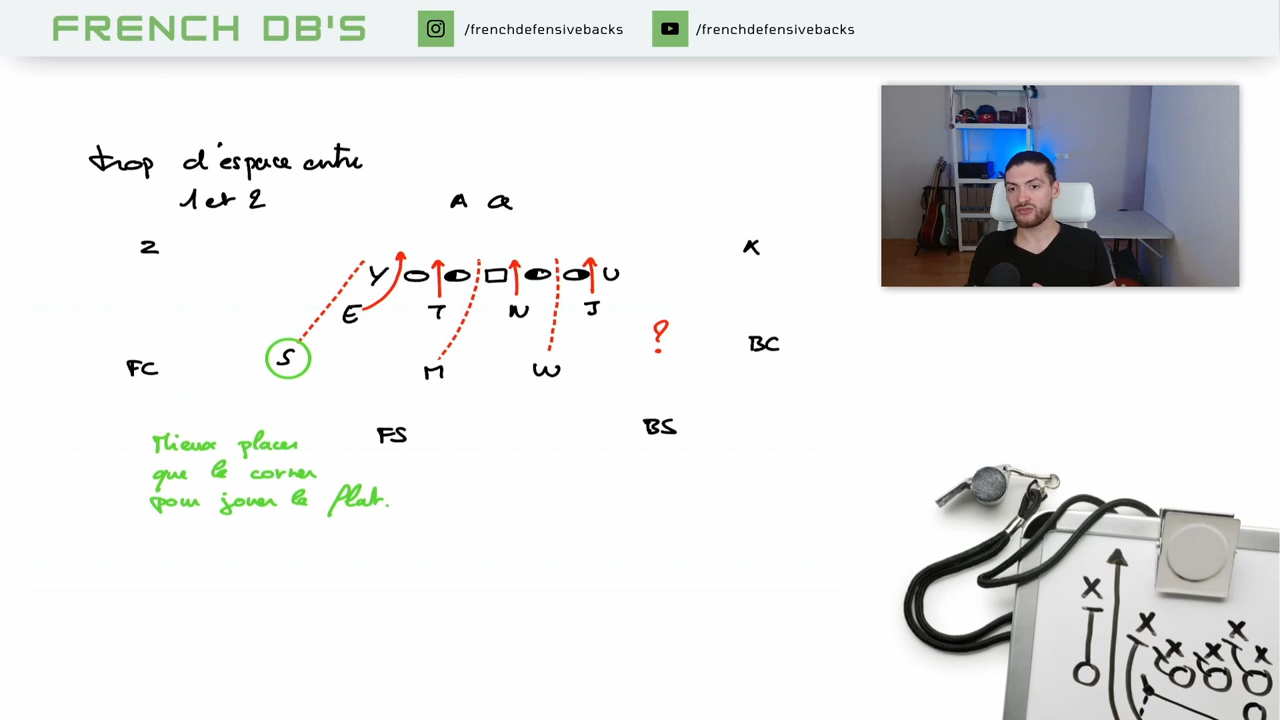 FRENCH DB'S
/frenchdefensivebacks
/frenchdefensivebacks
trop d'espace entre
1 et 2
A Q
Z
X
Y
U
E
T
N
J
?
S
FC
M
W
BC
FS
BS
Mieux placer
que le corner
pour jouer le flat.
X
X X X X X